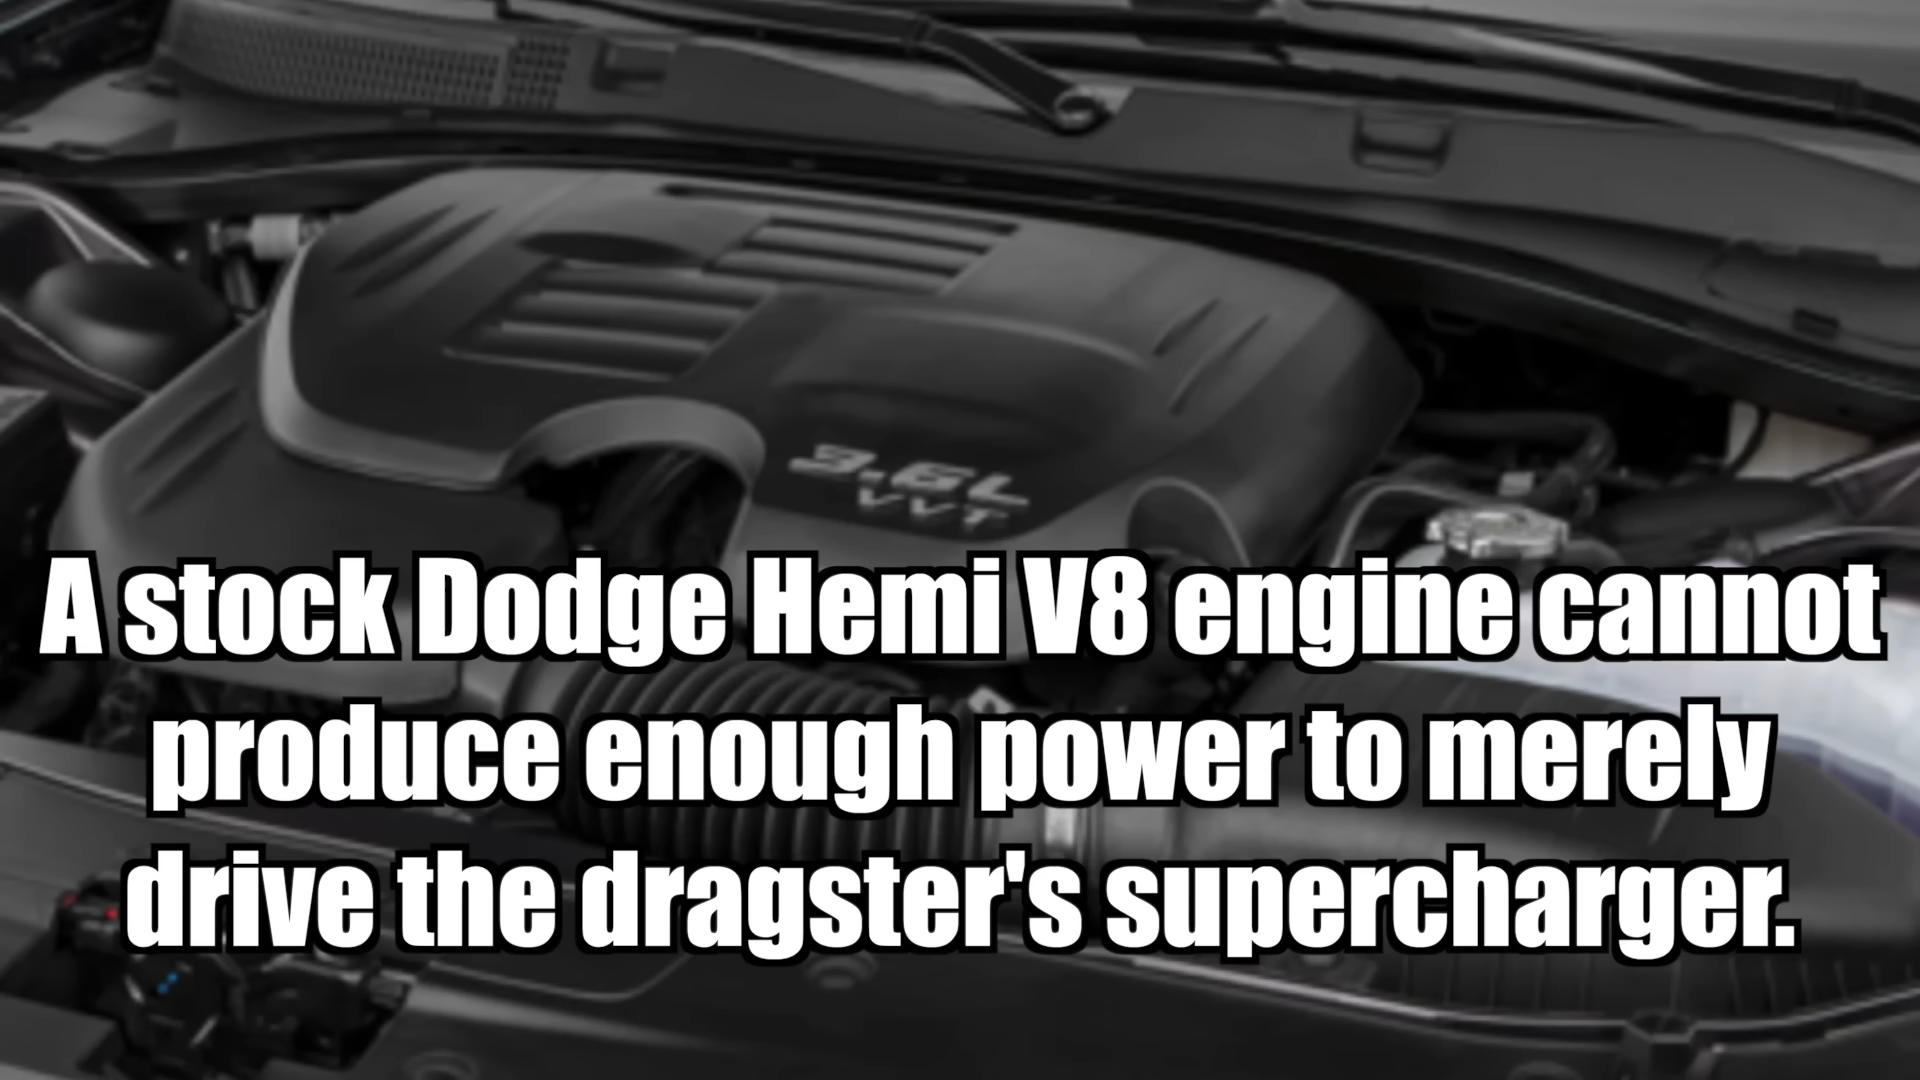 3.6L
VVT
A stock Dodge Hemi V8 engine cannot
produce enough power to merely
drive the dragster's supercharger.